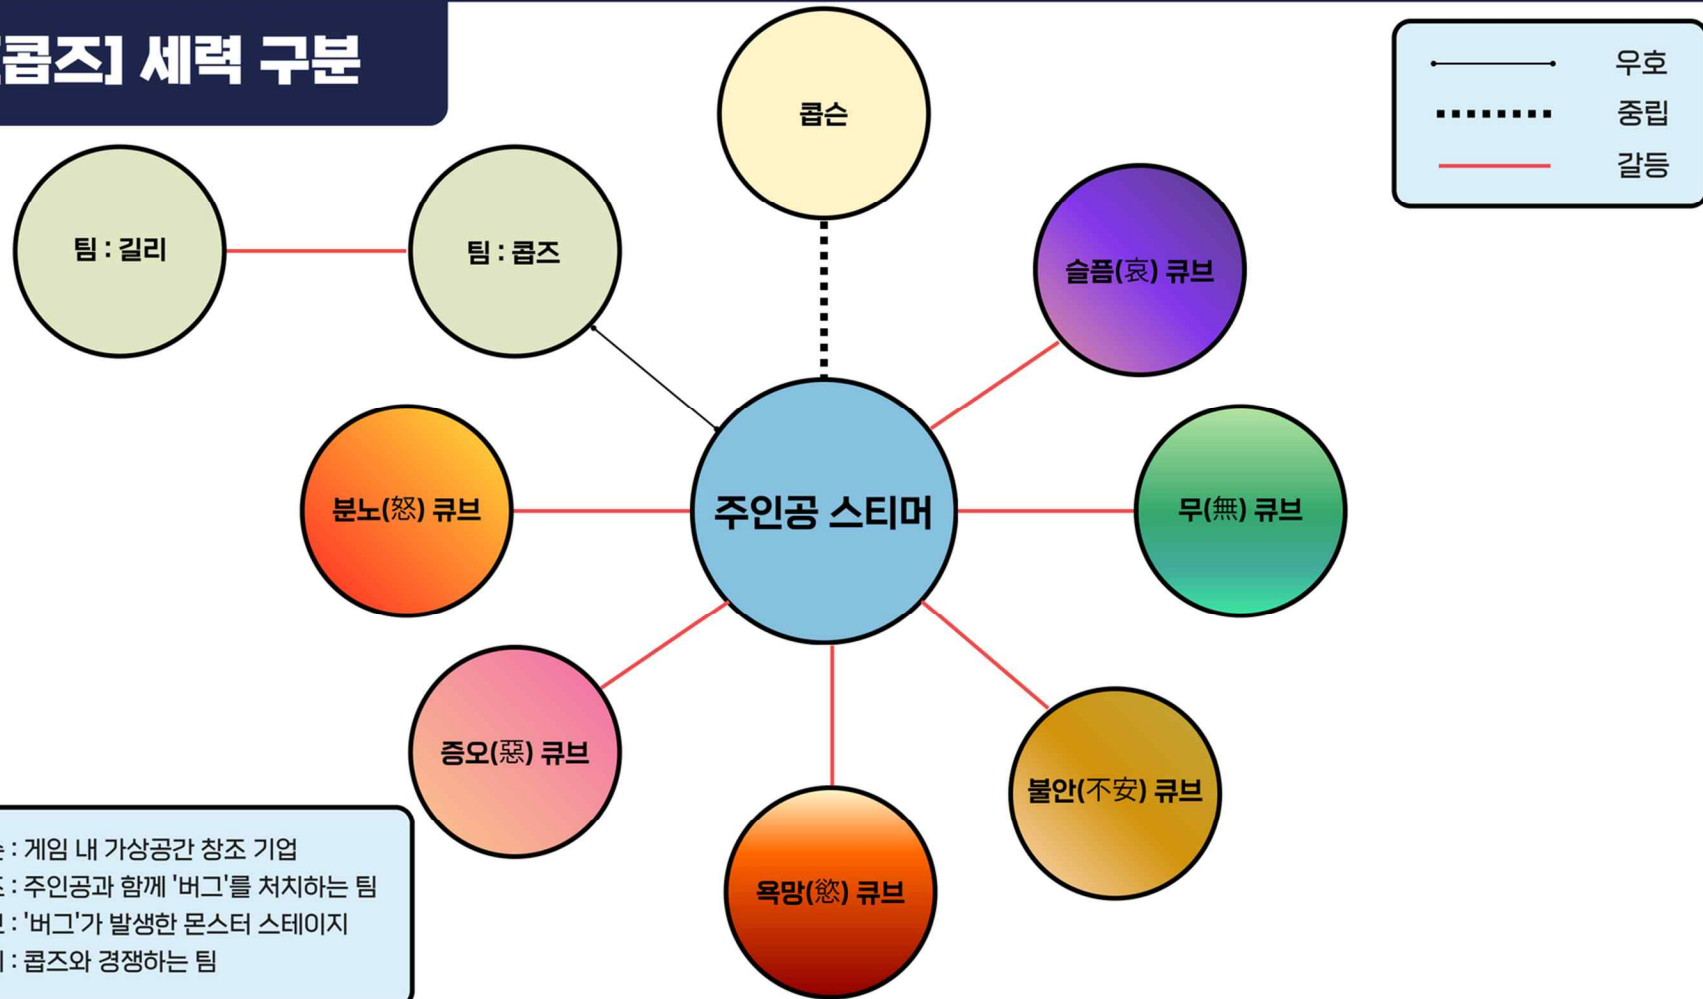 콥즈] 세력 구분
우호
중립
갈등
콥슨
팀 : 길리
팀 : 콥즈
슬픔(哀) 큐브
분노(怒) 큐브
주인공 스티머
무(無) 큐브
증오(惡) 큐브
불안(不安) 큐브
욕망(慾) 큐브
: 게임 내 가상공간 창조 기업
: 주인공과 함께 '버그'를 처치하는 팀
: '버그'가 발생한 몬스터 스테이지
: 콥즈와 경쟁하는 팀